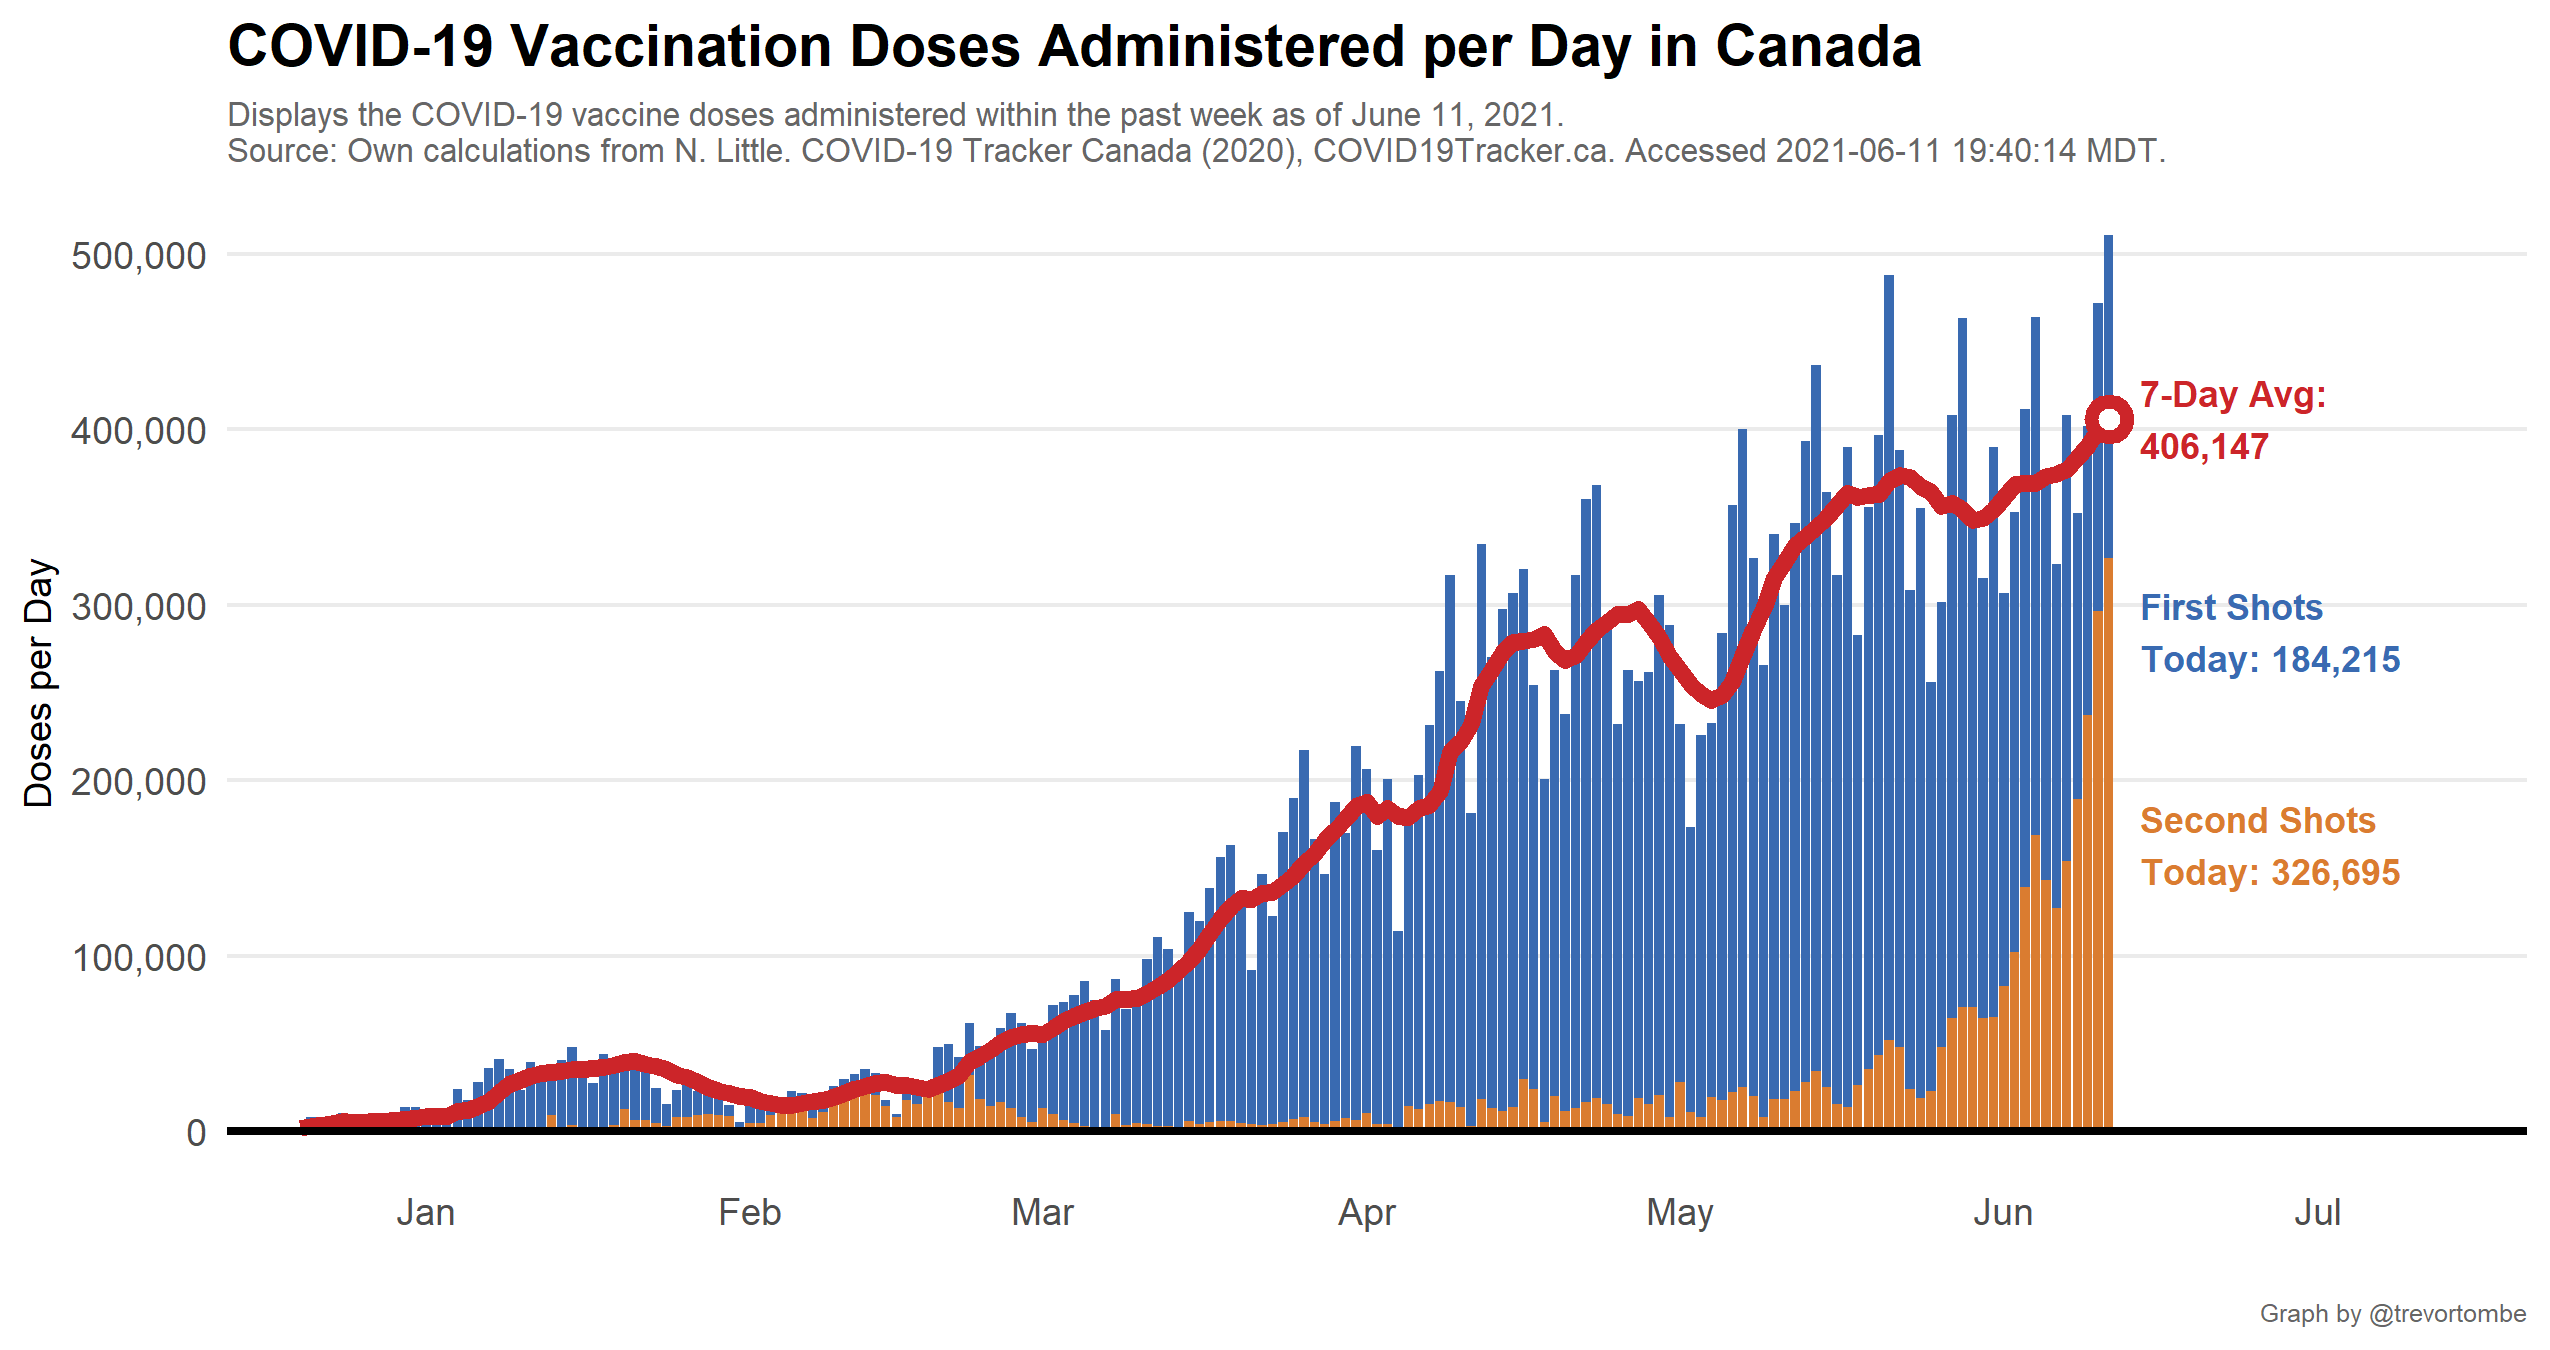 COVID-19 Vaccination Doses Administered per Day in Canada
Displays the COVID-19 vaccine doses administered within the past week as of June 11, 2021.
Source: Own calculations from N. Little. COVID-19 Tracker Canada (2020), COVID19Tracker.ca. Accessed 2021-06-11 19:40:14 MDT.
Doses per Day
500,000
400,000
300,000
200,000
100,000
0
7-Day Avg:
406,147
First Shots
Today: 184,215
Second Shots
Today: 326,695
Jan
Feb
Mar
Apr
May
Jun
Jul
Graph by @trevortombe